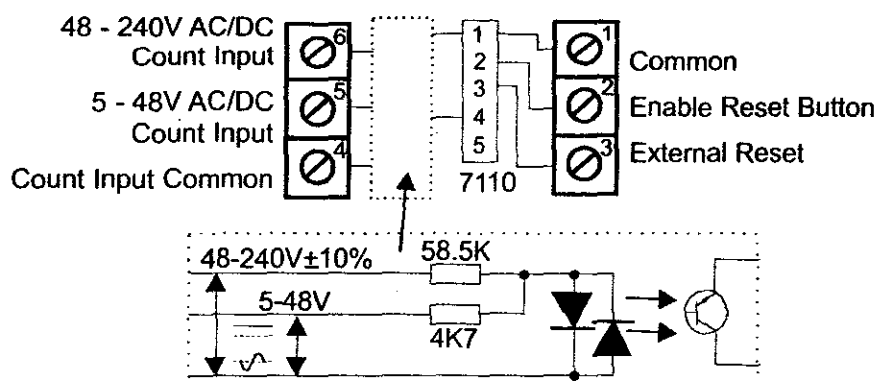 48 - 240V AC/DC
Count Input
6
5 - 48V AC/DC
Count Input
5
Count Input Common
4
1
2
3
4
5
7110
1
Common
2
Enable Reset Button
3
External Reset
48-240V±10%
58.5K
5-48V
4K7